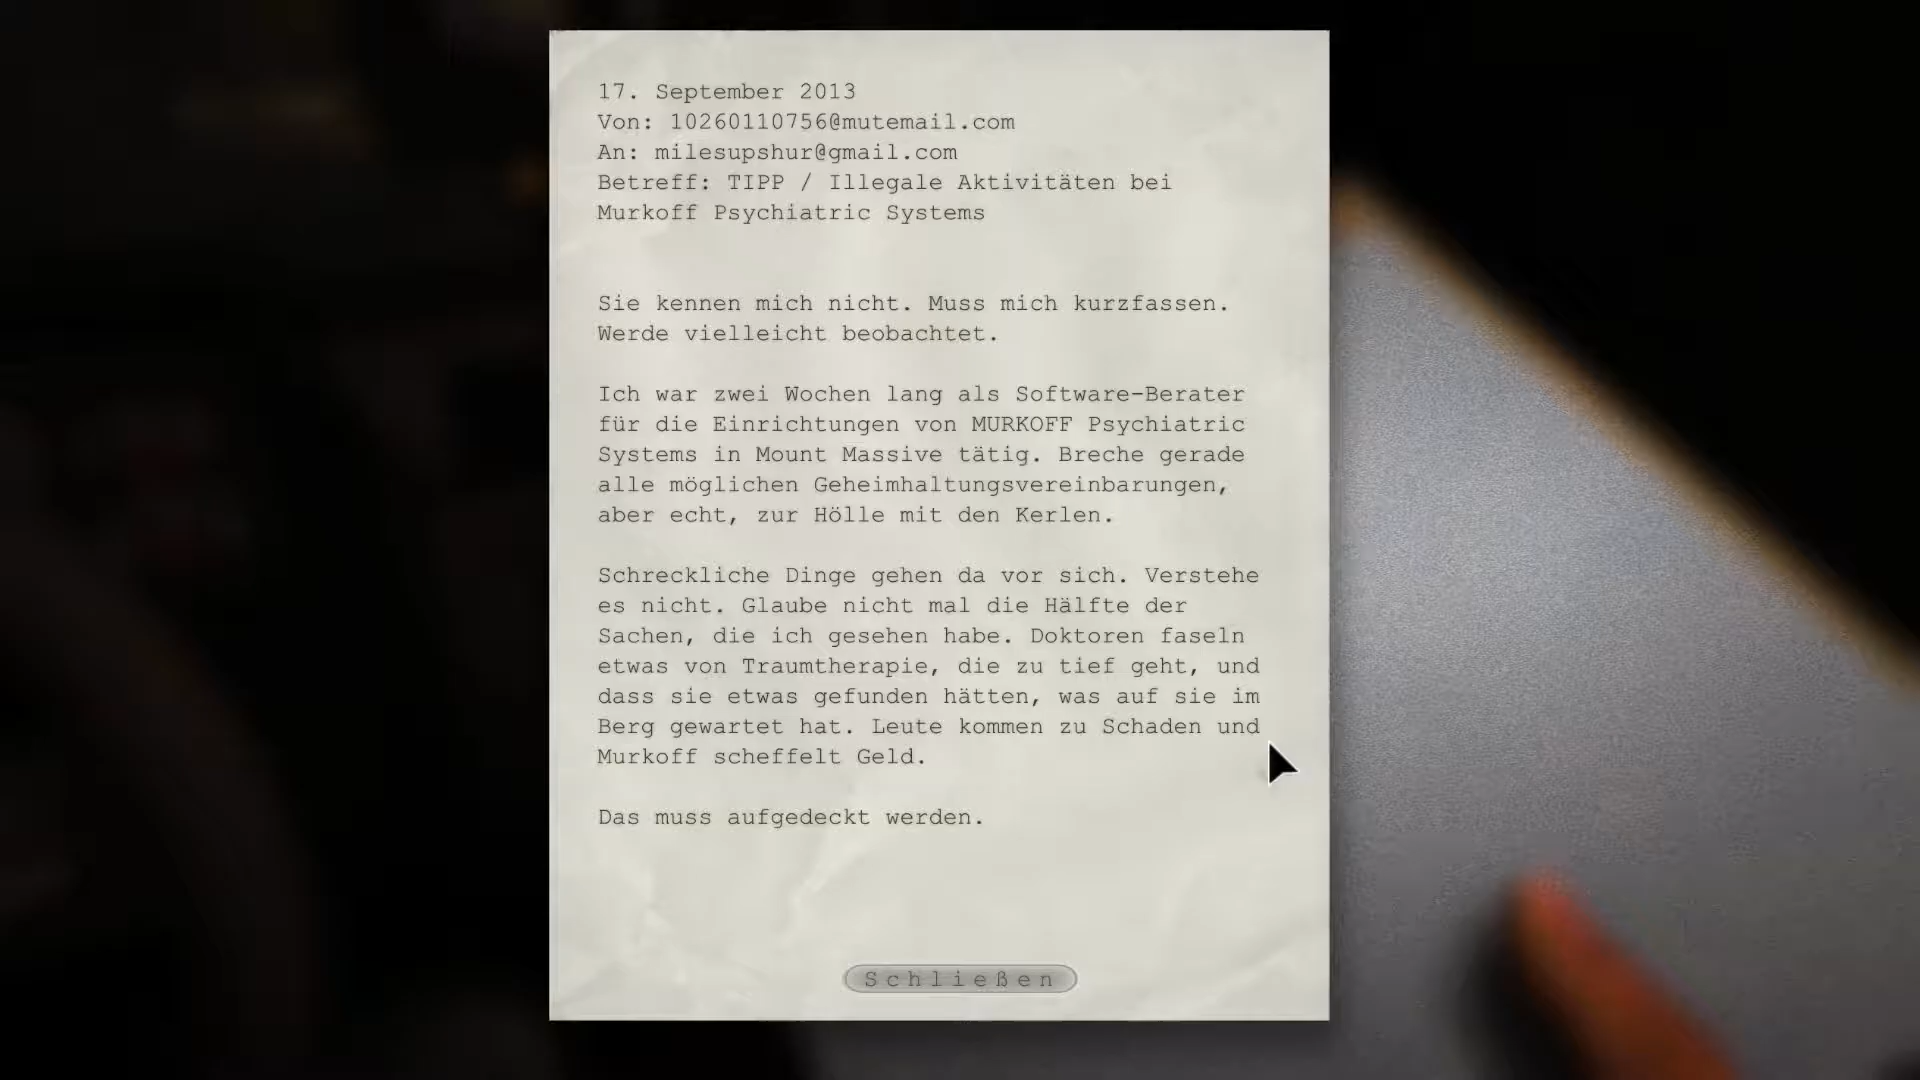 17. September 2013
Von: 10260110756@mutemail.com
An: milesupshur@gmail.com
Betreff: TIPP / Illegale Aktivitäten bei
Murkoff Psychiatric Systems
Sie kennen mich nicht. Muss mich kurzfassen.
Werde vielleicht beobachtet.
Ich war zwei Wochen lang als Software-Berater
für die Einrichtungen von MURKOFF Psychiatric
Systems in Mount Massive tätig. Breche gerade
alle möglichen Geheimhaltungsvereinbarungen,
aber echt, zur Hölle mit den Kerlen.
Schreckliche Dinge gehen da vor sich. Verstehe
es nicht. Glaube nicht mal die Hälfte der
Sachen, die ich gesehen habe. Doktoren faseln
etwas von Traumtherapie, die zu tief geht, und
dass sie etwas gefunden hätten, was auf sie im
Berg gewartet hat. Leute kommen zu Schaden und
Murkoff scheffelt Geld.
Das muss aufgedeckt werden.
Schließen